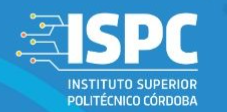 ISPC
INSTITUTO SUPERIOR
POLITÉCNICO CÓRDOBA